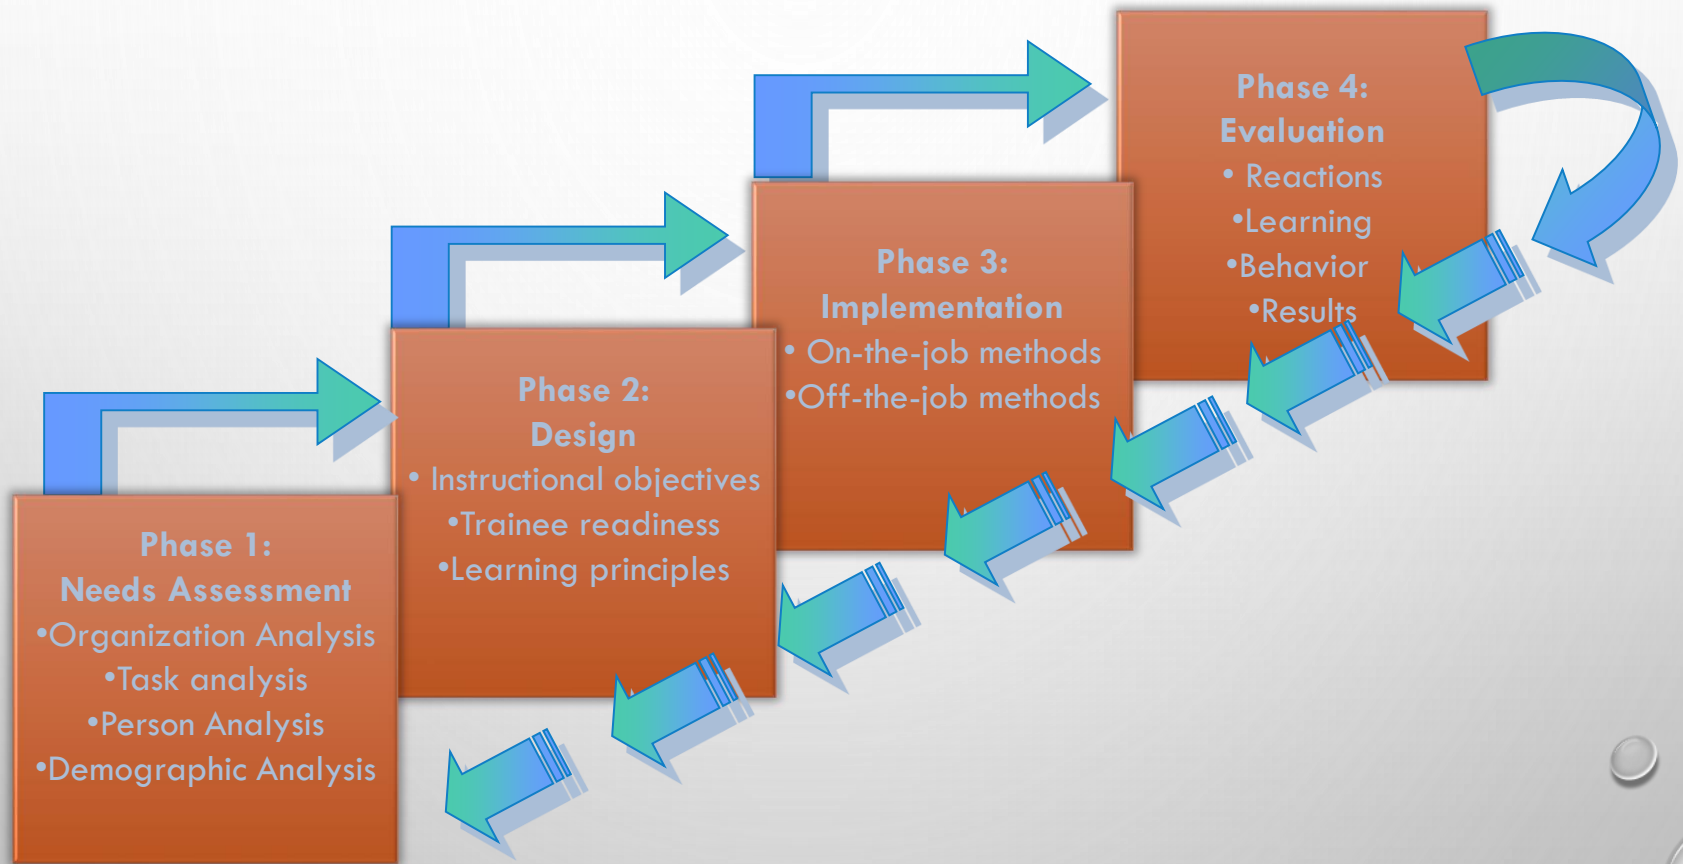 Phase 1:
Needs Assessment
•Organization Analysis
•Task analysis
•Person Analysis
•Demographic Analysis
Phase 2:
Design
• Instructional objectives
•Trainee readiness
•Learning principles
Phase 3:
Implementation
• On-the-job methods
•Off-the-job methods
Phase 4:
Evaluation
• Reactions
•Learning
•Behavior
•Results